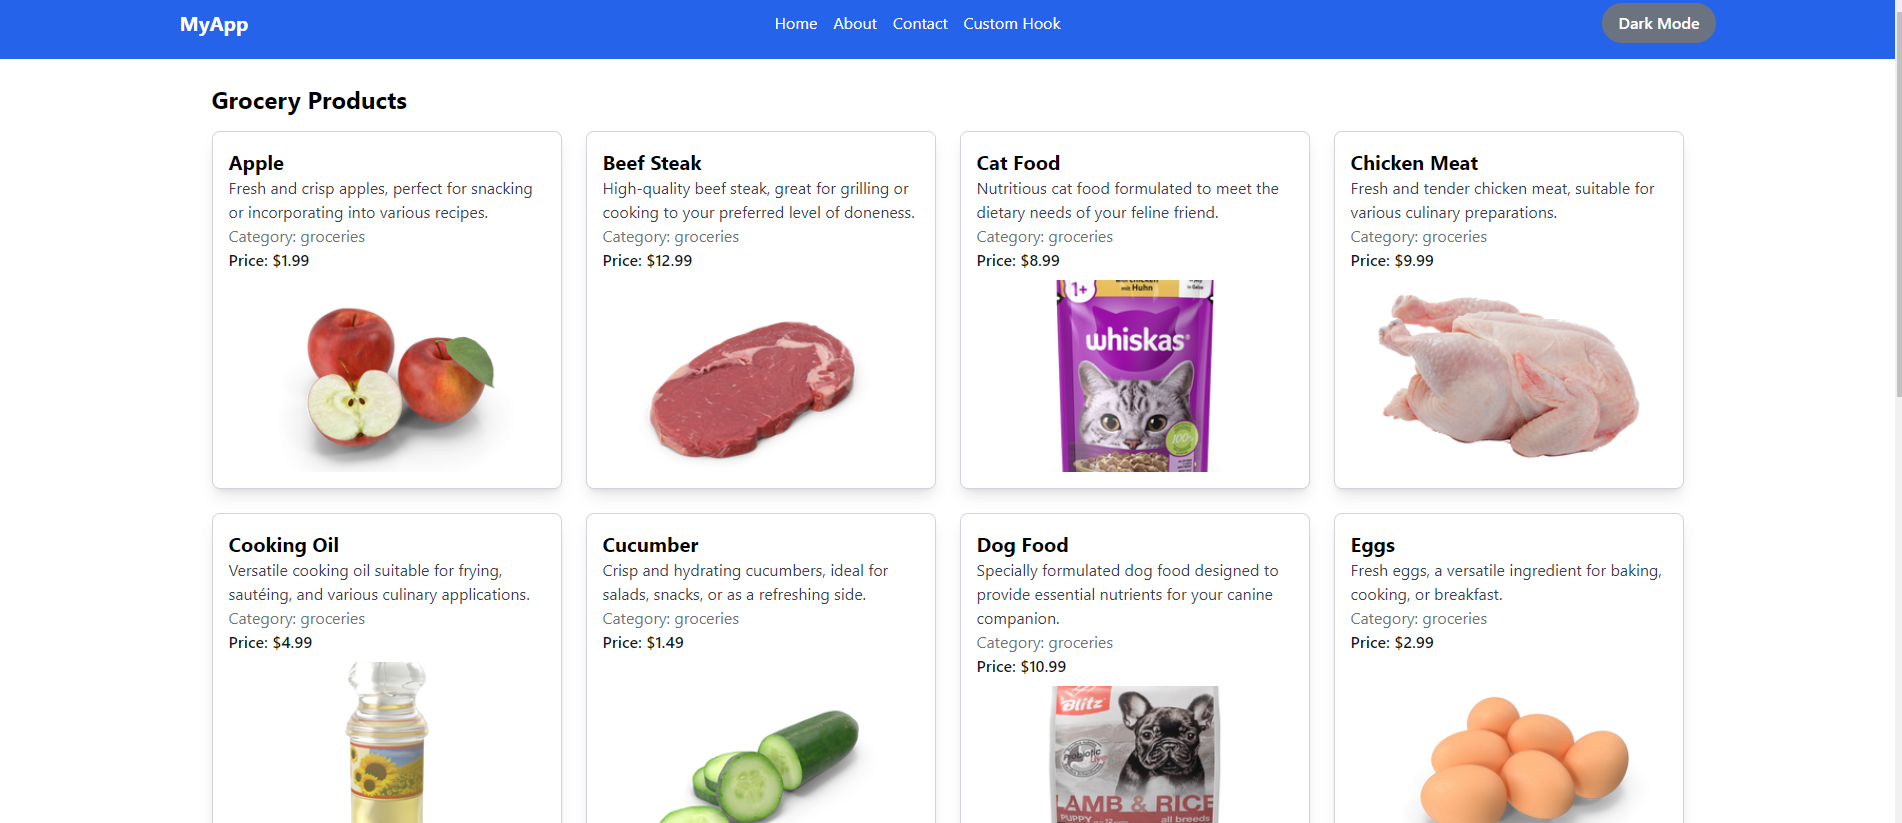 MyApp
Home About Contact Custom Hook
Dark Mode
Grocery Products
Apple
Fresh and crisp apples, perfect for snacking
or incorporating into various recipes.
Category: groceries
Price: $1.99
Beef Steak
High-quality beef steak, great for grilling or
cooking to your preferred level of doneness.
Category: groceries
Price: $12.99
Cat Food
Nutritious cat food formulated to meet the
dietary needs of your feline friend.
Category: groceries
Price: $8.99
1+
mit Huhn
whiskas
100%
Chicken Meat
Fresh and tender chicken meat, suitable for
various culinary preparations.
Category: groceries
Price: $9.99
Cooking Oil
Versatile cooking oil suitable for frying,
sautéing, and various culinary applications.
Category: groceries
Price: $4.99
Cucumber
Crisp and hydrating cucumbers, ideal for
salads, snacks, or as a refreshing side.
Category: groceries
Price: $1.49
Dog Food
Specially formulated dog food designed to
provide essential nutrients for your canine
companion.
Category: groceries
Price: $10.99
Blitz
Probiotic
LAMB & RICE
PUPPY
all breeds
Eggs
Fresh eggs, a versatile ingredient for baking,
cooking, or breakfast.
Category: groceries
Price: $2.99